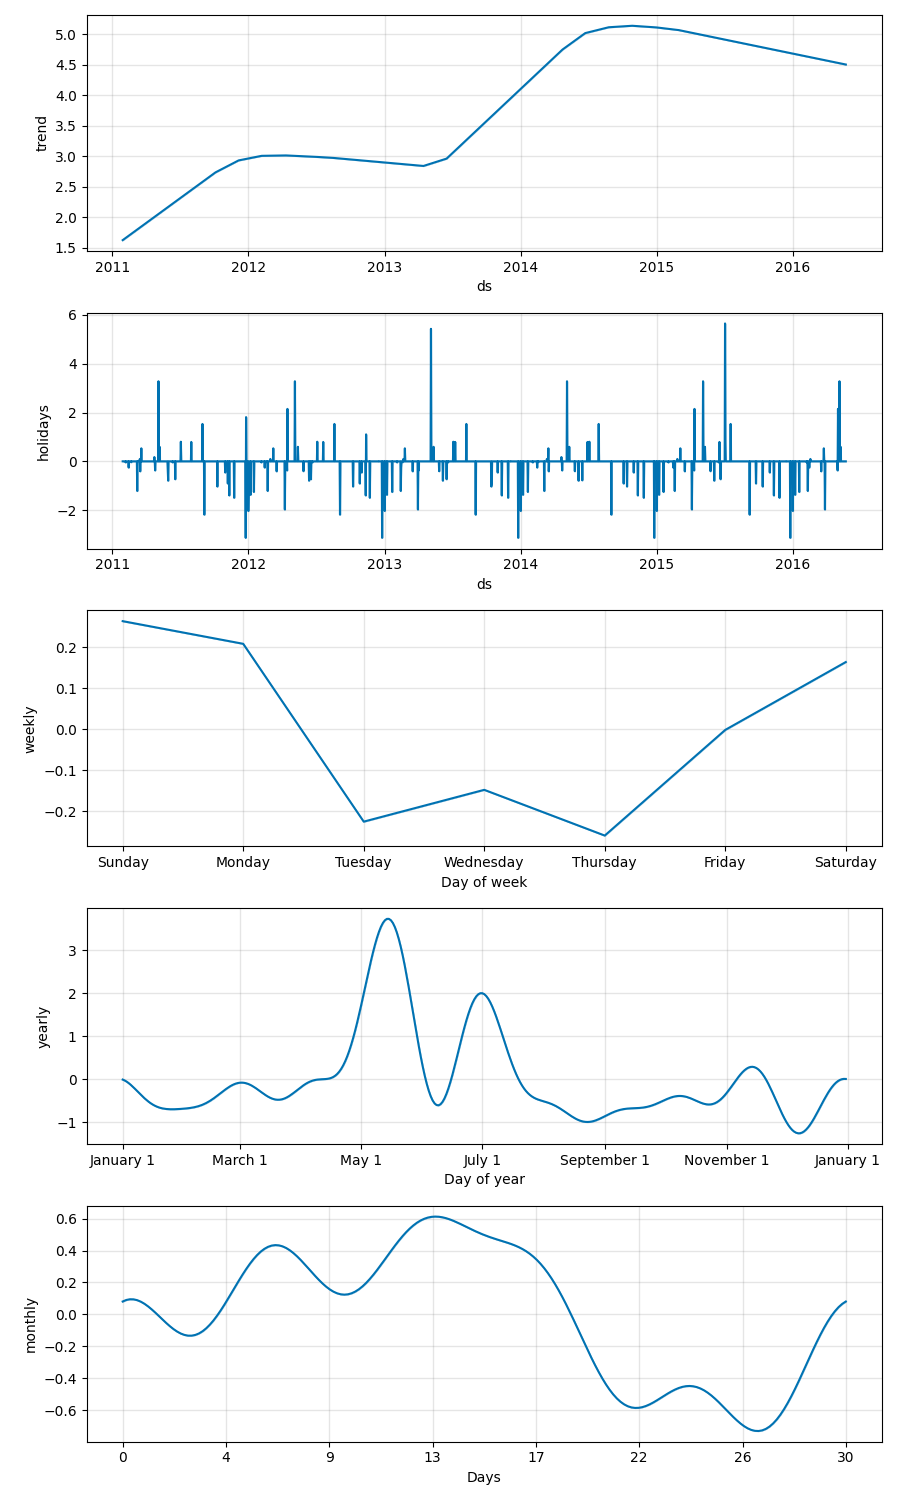 trend
5.0
4.5
4.0
3.5
3.0
2.5
2.0
1.5
2011 2012 2013 2014 2015 2016
ds
holidays
6
4
2
0
−2
2011 2012 2013 2014 2015 2016
ds
weekly
0.2
0.1
0.0
−0.1
−0.2
Sunday Monday Tuesday Wednesday Thursday Friday Saturday
Day of week
yearly
3
2
1
0
−1
January 1 March 1 May 1 July 1 September 1 November 1 January 1
Day of year
monthly
0.6
0.4
0.2
0.0
−0.2
−0.4
−0.6
0 4 9 13 17 22 26 30
Days